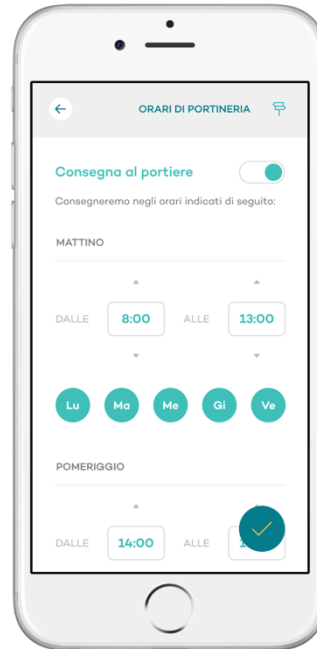 ORARI DI PORTINERIA
Consegna al portiere
Consegneremo negli orari indicati di seguito:
MATTINO
DALLE 8:00 ALLE 13:00
Lu Ma Me Gi Ve
POMERIGGIO
DALLE 14:00 ALLE